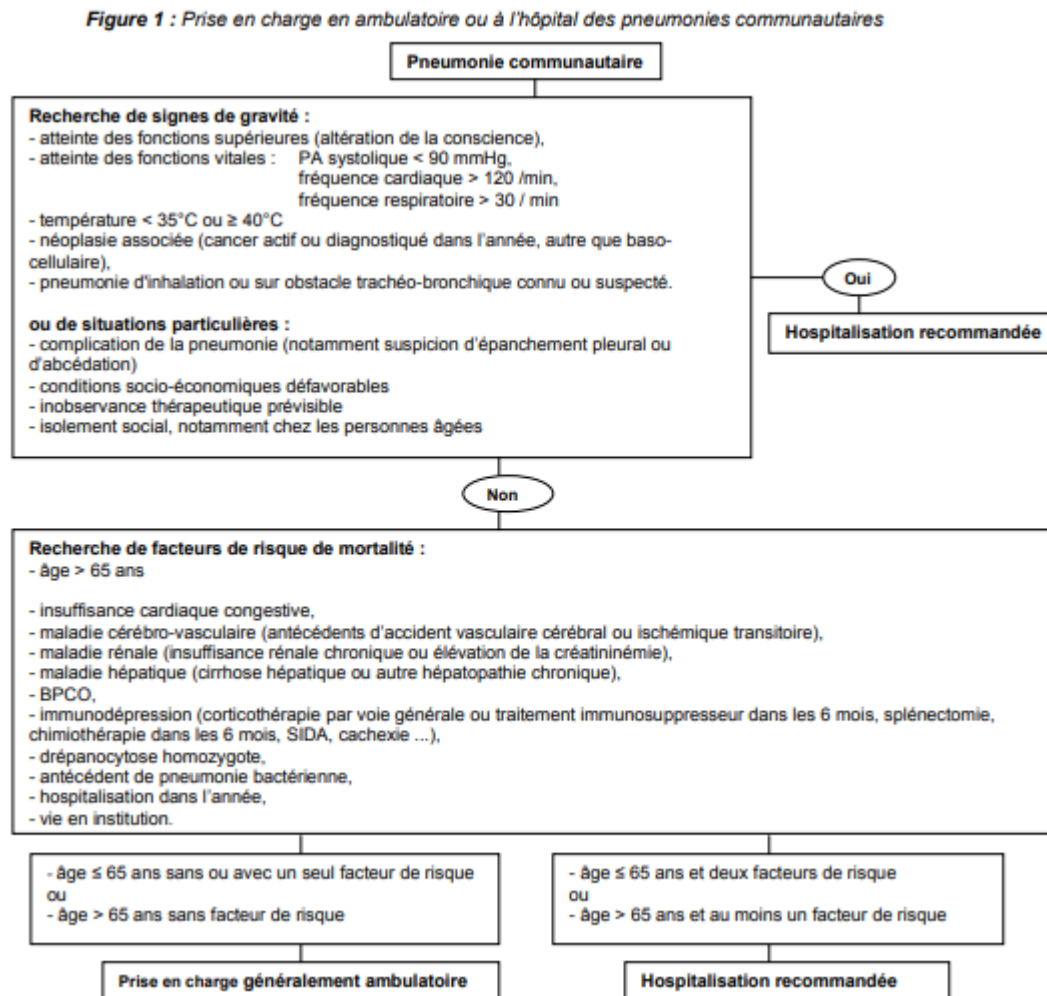 Figure 1 : Prise en charge en ambulatoire ou à l'hôpital des pneumonies communautaires
Pneumonie communautaire
Recherche de signes de gravité :
- atteinte des fonctions supérieures (altération de la conscience),
- atteinte des fonctions vitales : PA systolique < 90 mmHg,
fréquence cardiaque > 120 /min,
fréquence respiratoire > 30 / min
- température < 35°C ou ≥ 40°C
- néoplasie associée (cancer actif ou diagnostiqué dans l'année, autre que baso-
cellulaire),
- pneumonie d'inhalation ou sur obstacle trachéo-bronchique connu ou suspecté.
ou de situations particulières :
- complication de la pneumonie (notamment suspicion d'épanchement pleural ou
d'abcédation)
- conditions socio-économiques défavorables
- inobservance thérapeutique prévisible
- isolement social, notamment chez les personnes âgées
Oui
Hospitalisation recommandée
Non
Recherche de facteurs de risque de mortalité :
- âge > 65 ans
- insuffisance cardiaque congestive,
- maladie cérébro-vasculaire (antécédents d'accident vasculaire cérébral ou ischémique transitoire),
- maladie rénale (insuffisance rénale chronique ou élévation de la créatininémie),
- maladie hépatique (cirrhose hépatique ou autre hépatopathie chronique),
- BPCO,
- immunodépression (corticothérapie par voie générale ou traitement immunosuppresseur dans les 6 mois, splénectomie,
chimiothérapie dans les 6 mois, SIDA, cachexie ...),
- drépanocytose homozygote,
- antécédent de pneumonie bactérienne,
- hospitalisation dans l'année,
- vie en institution.
- âge ≤ 65 ans sans ou avec un seul facteur de risque
ou
- âge > 65 ans sans facteur de risque
- âge ≤ 65 ans et deux facteurs de risque
ou
- âge > 65 ans et au moins un facteur de risque
Prise en charge généralement ambulatoire
Hospitalisation recommandée